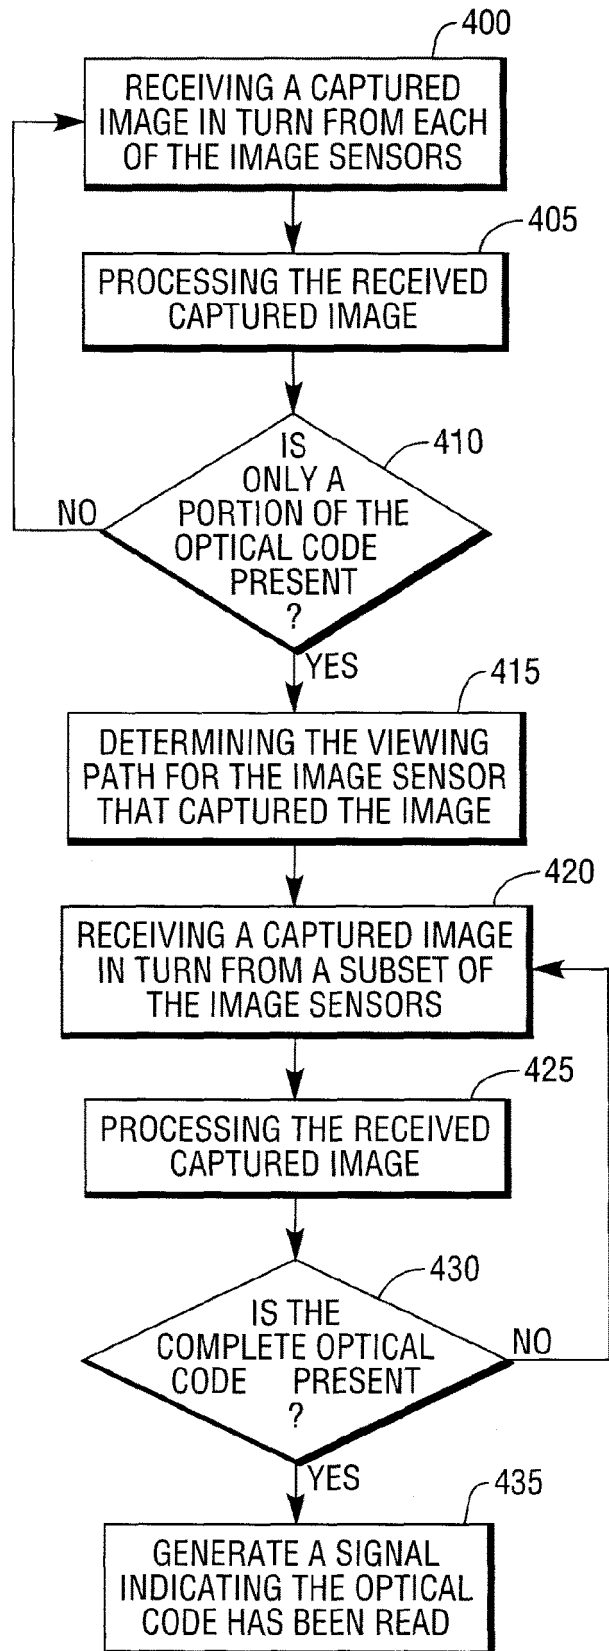 400
RECEIVING A CAPTURED
IMAGE IN TURN FROM EACH
OF THE IMAGE SENSORS
405
PROCESSING THE RECEIVED
CAPTURED IMAGE
410
IS
ONLY A
PORTION OF THE
OPTICAL CODE
PRESENT
?
NO
YES
415
DETERMINING THE VIEWING
PATH FOR THE IMAGE SENSOR
THAT CAPTURED THE IMAGE
420
RECEIVING A CAPTURED IMAGE
IN TURN FROM A SUBSET OF
THE IMAGE SENSORS
425
PROCESSING THE RECEIVED
CAPTURED IMAGE
430
IS THE
COMPLETE OPTICAL
CODE PRESENT
?
NO
YES
435
GENERATE A SIGNAL
INDICATING THE OPTICAL
CODE HAS BEEN READ